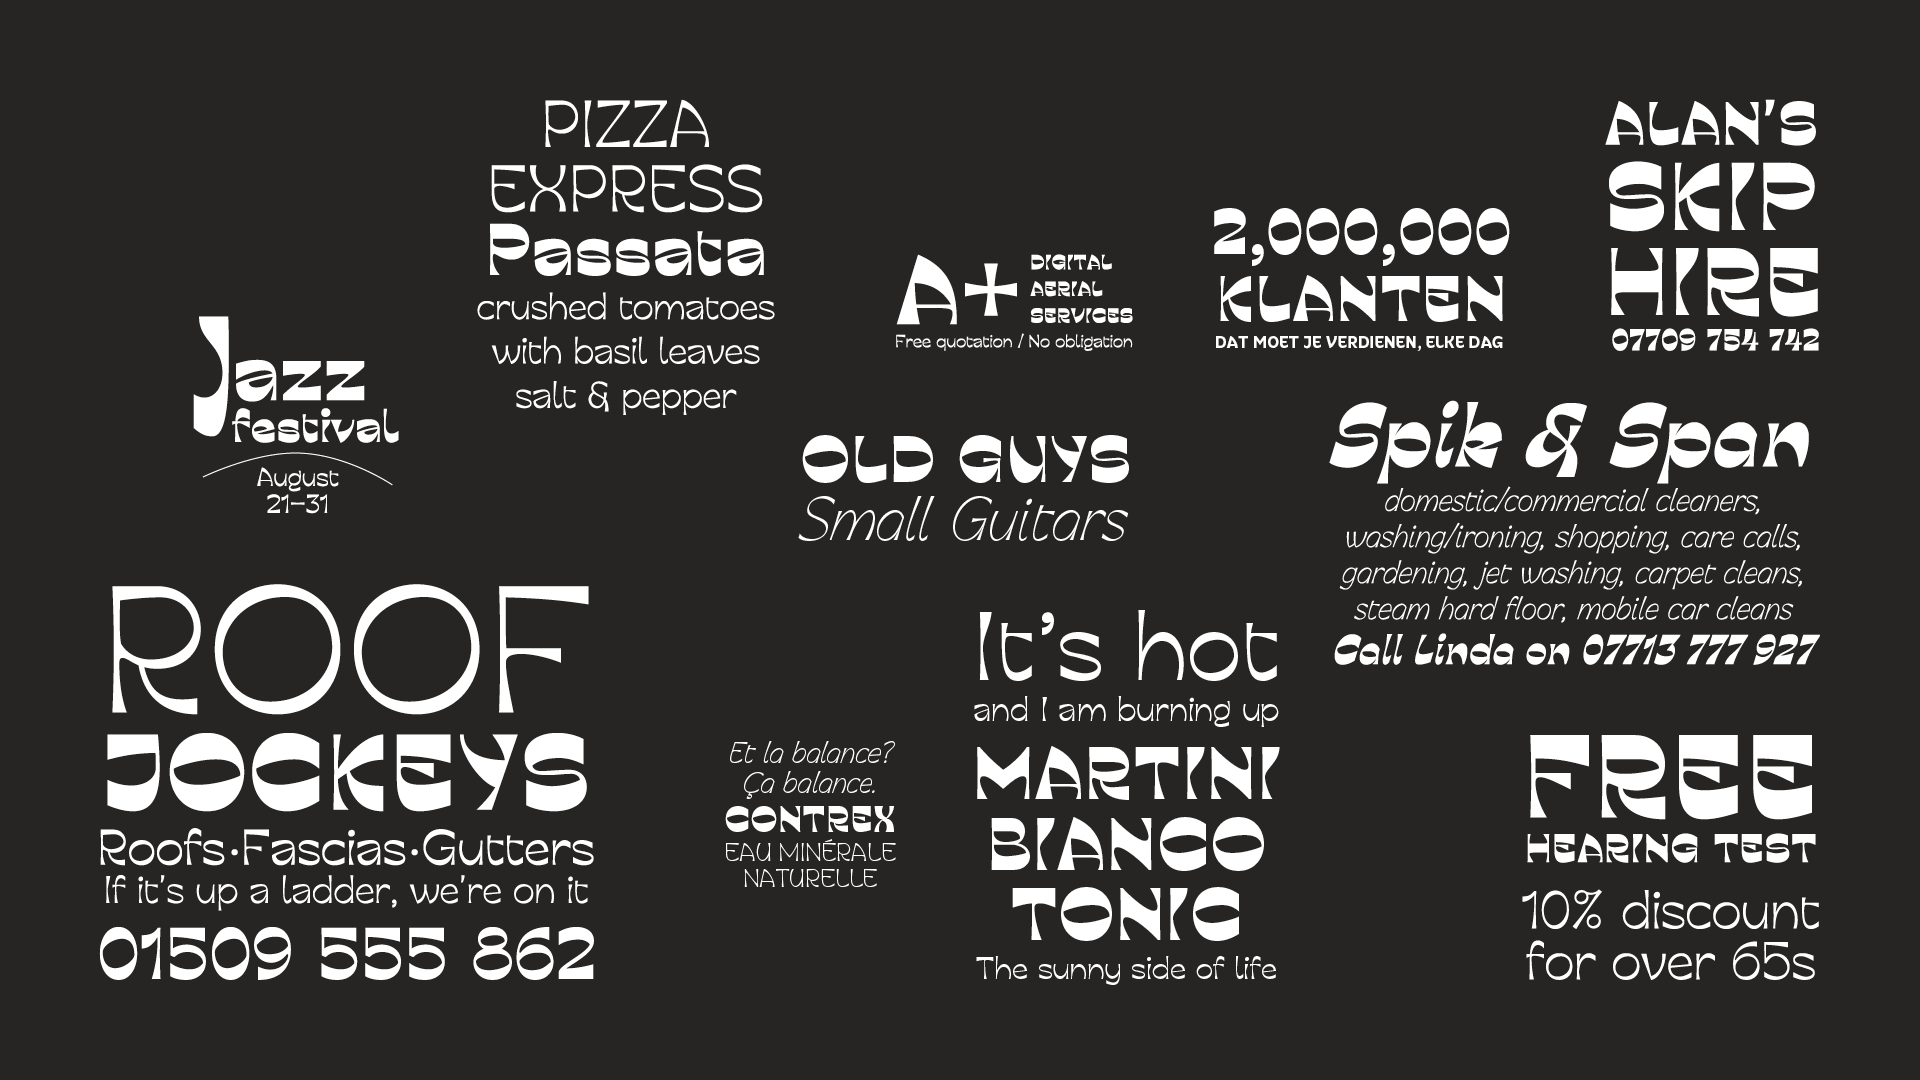 Jazz
festival
August
21–31
PIZZA
EXPRESS
Passata
crushed tomatoes
with basil leaves
salt & pepper
A+
DIGITAL
AERIAL
SERVICES
Free quotation / No obligation
2,000,000
KLANTEN
DAT MOET JE VERDIENEN, ELKE DAG
ALAN’S
SKIP
HIRE
07709 754 742
OLD GUYS
Small Guitars
Spik & Span
domestic/commercial cleaners,
washing/ironing, shopping, care calls,
gardening, jet washing, carpet cleans,
steam hard floor, mobile car cleans
Call Linda on 07713 777 927
ROOF
JOCKEYS
Roofs·Fascias·Gutters
If it’s up a ladder, we’re on it
01509 555 862
Et la balance?
Ça balance.
CONTREX
EAU MINÉRALE
NATURELLE
It’s hot
and I am burning up
MARTINI
BIANCO
TONIC
The sunny side of life
FREE
HEARING TEST
10% discount
for over 65s